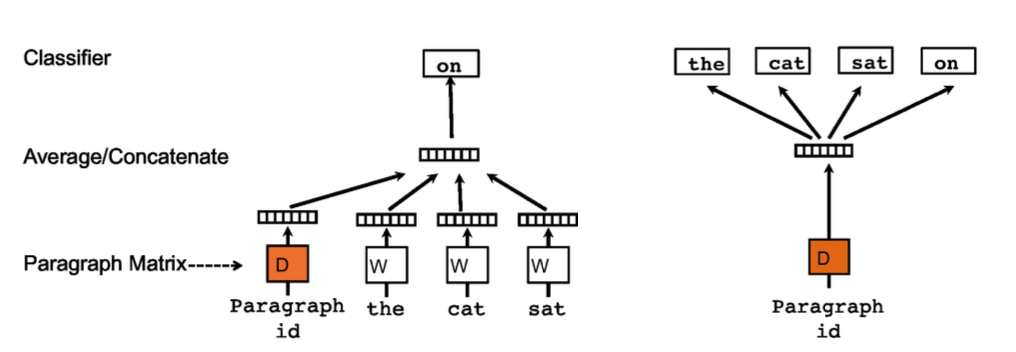 Classifier
on
the cat sat on
Average/Concatenate
Paragraph Matrix
D W W W
D
Paragraph the cat sat
id
Paragraph
id